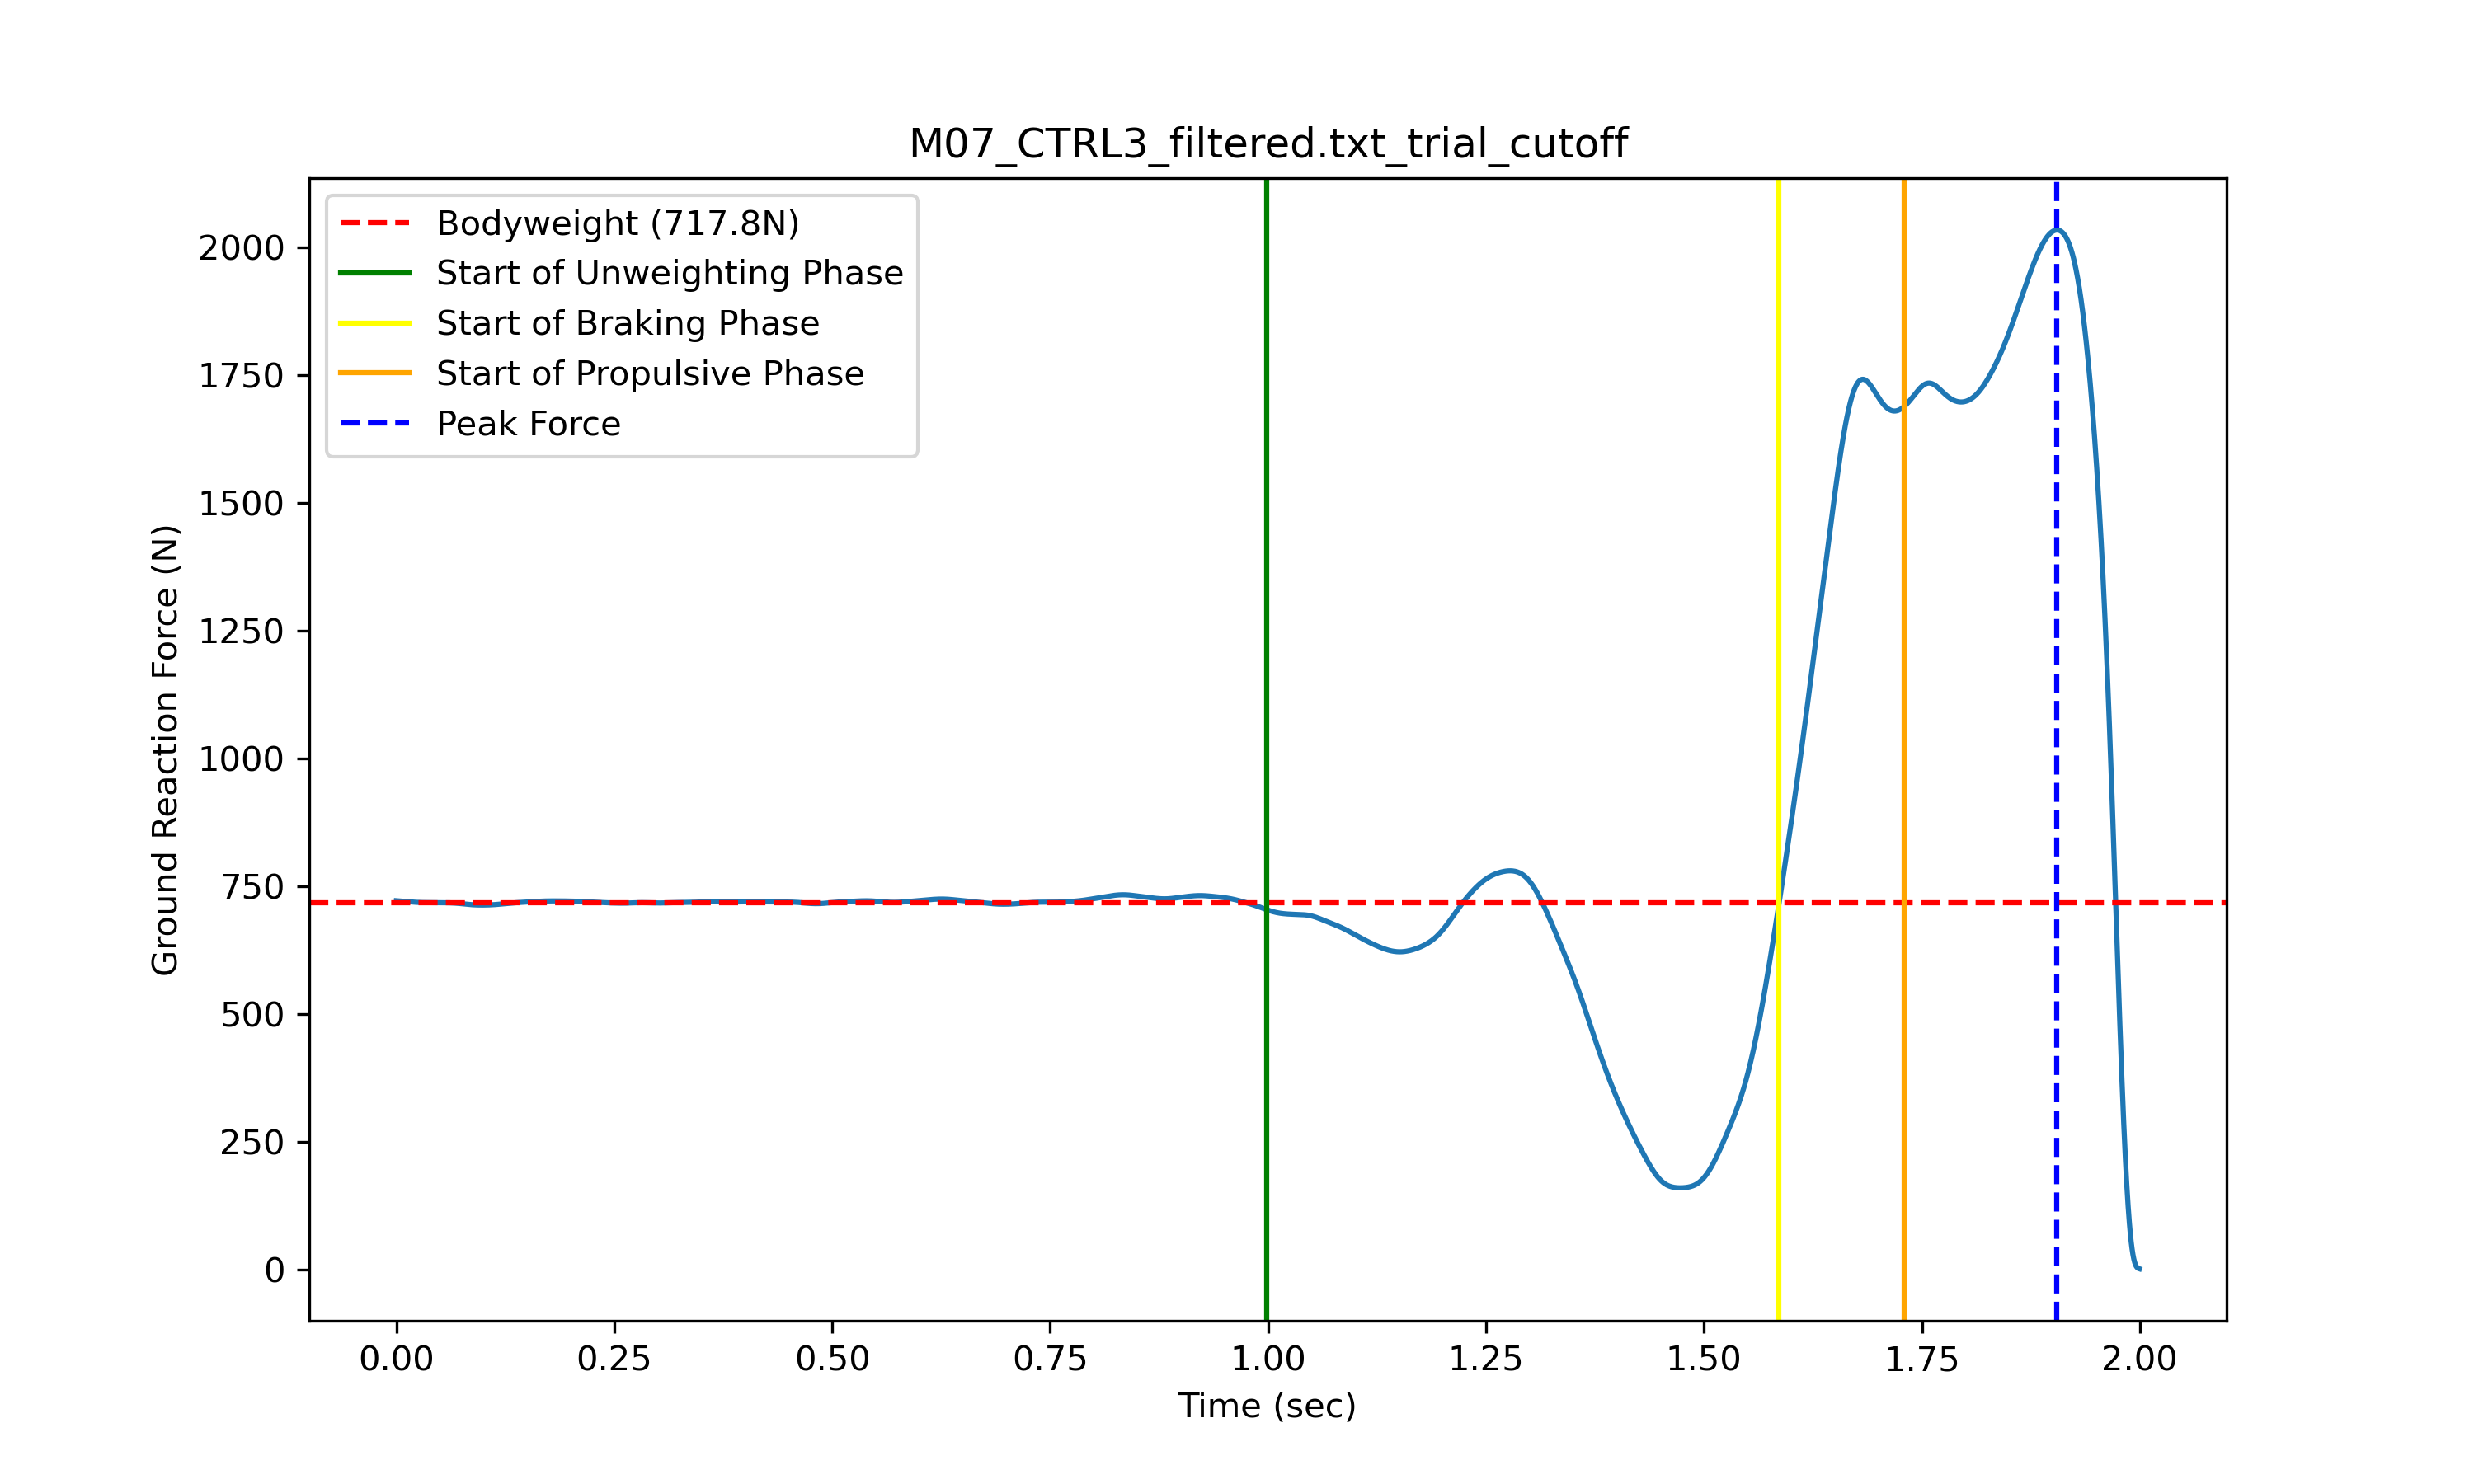 M07_CTRL3_filtered.txt_trial_cutoff
Bodyweight (717.8N)
Start of Unweighting Phase
Start of Braking Phase
Start of Propulsive Phase
Peak Force
2000
1750
1500
1250
1000
750
500
250
0
Ground Reaction Force (N)
0.00 0.25 0.50 0.75 1.00 1.25 1.50 1.75 2.00
Time (sec)